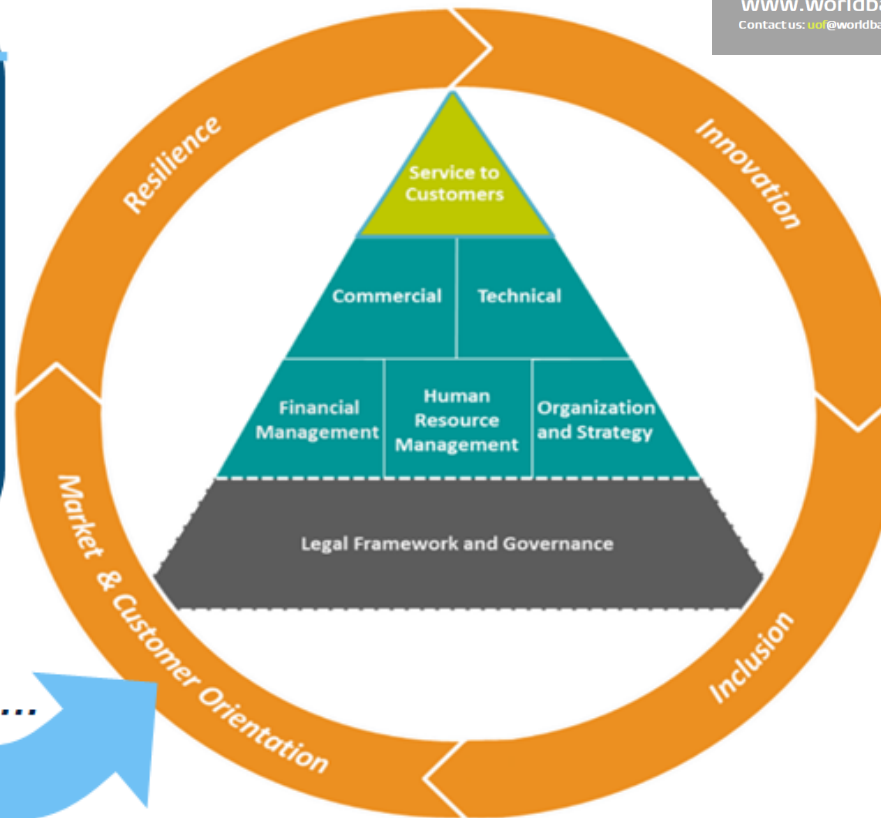 www.worldba
Contact us: uof@worldba
Resilience
Innovation
Service to
Customers
Commercial
Technical
Financial
Management
Human
Resource
Management
Organization
and Strategy
Legal Framework and Governance
Market & Customer Orientation
Inclusion
...